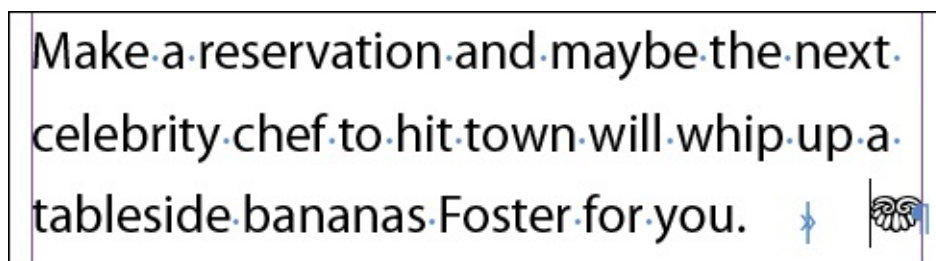 Make a reservation and maybe the next
celebrity chef to hit town will whip up a
tableside bananas Foster for you.